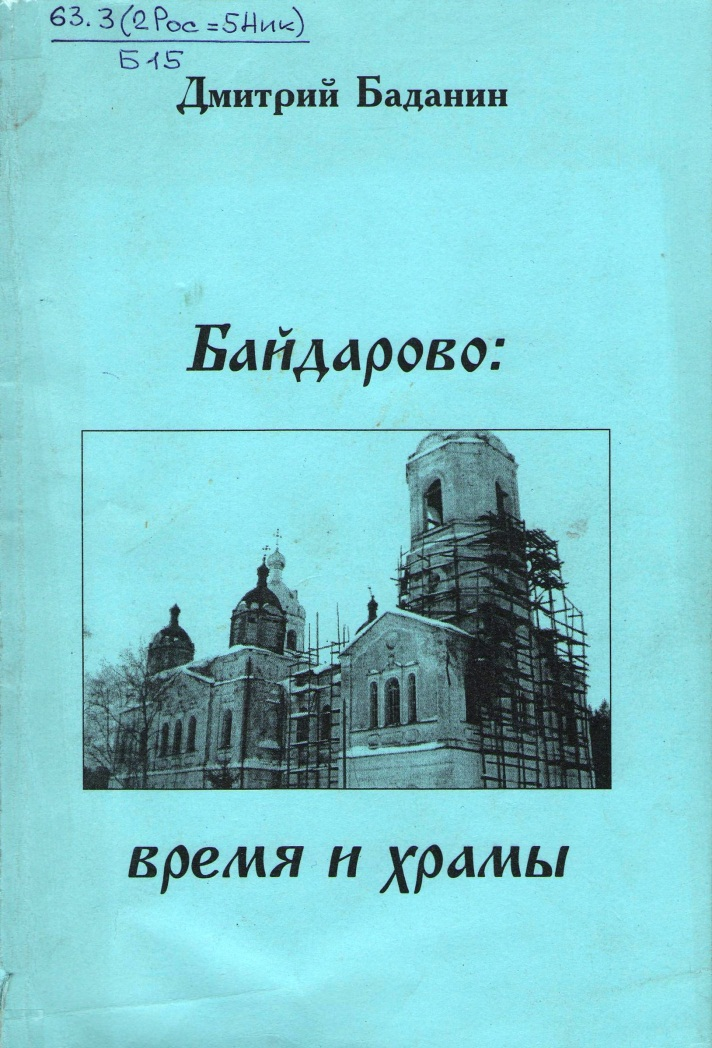 63.3(2Рос=5Ник)
Б15
Дмитрий Баданин
Байдарово:
время и храмы